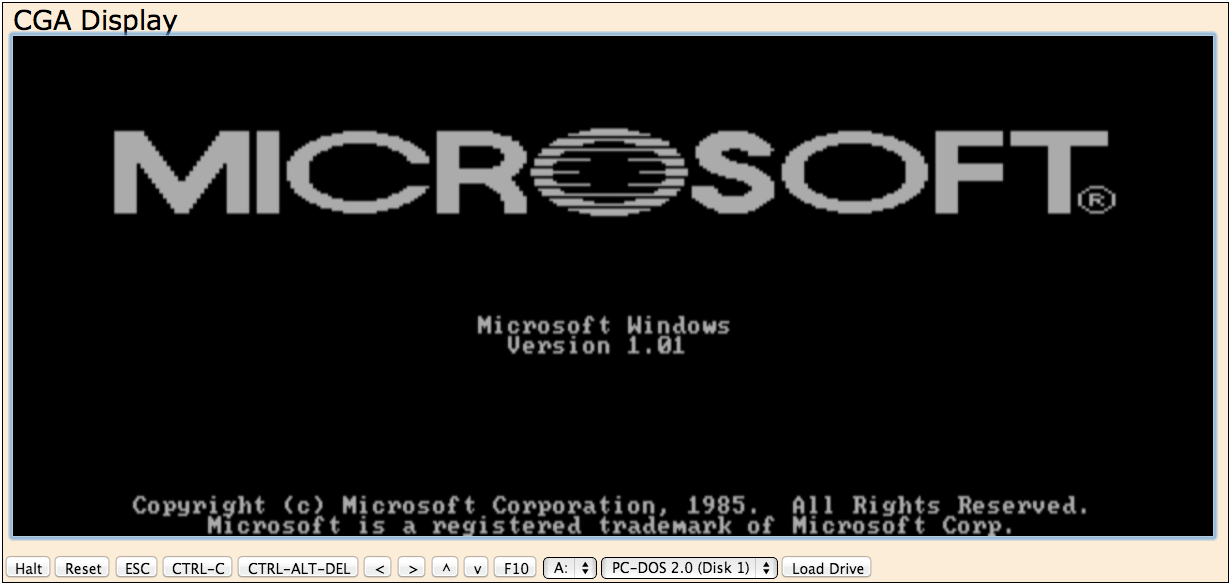 CGA Display
MICROSOFT®
Microsoft Windows
Version 1.01
Copyright (c) Microsoft Corporation, 1985.  All Rights Reserved.
Microsoft is a registered trademark of Microsoft Corp.
Halt Reset ESC CTRL-C CTRL-ALT-DEL < > ^ v F10 A: PC-DOS 2.0 (Disk 1) Load Drive